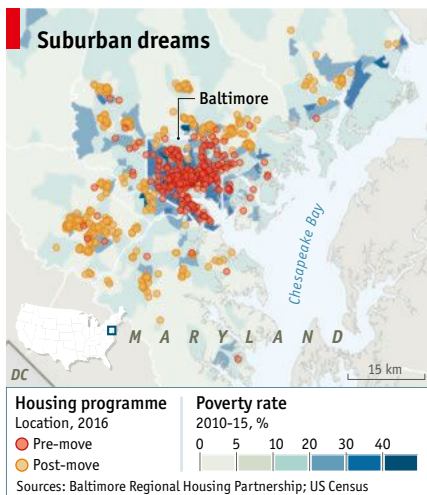 Suburban dreams
Baltimore
Chesapeake Bay
MARYLAND
DC
15 km
Housing programme
Location, 2016
Pre-move
Post-move
Poverty rate
2010-15, %
0 5 10 20 30 40
Sources: Baltimore Regional Housing Partnership; US Census